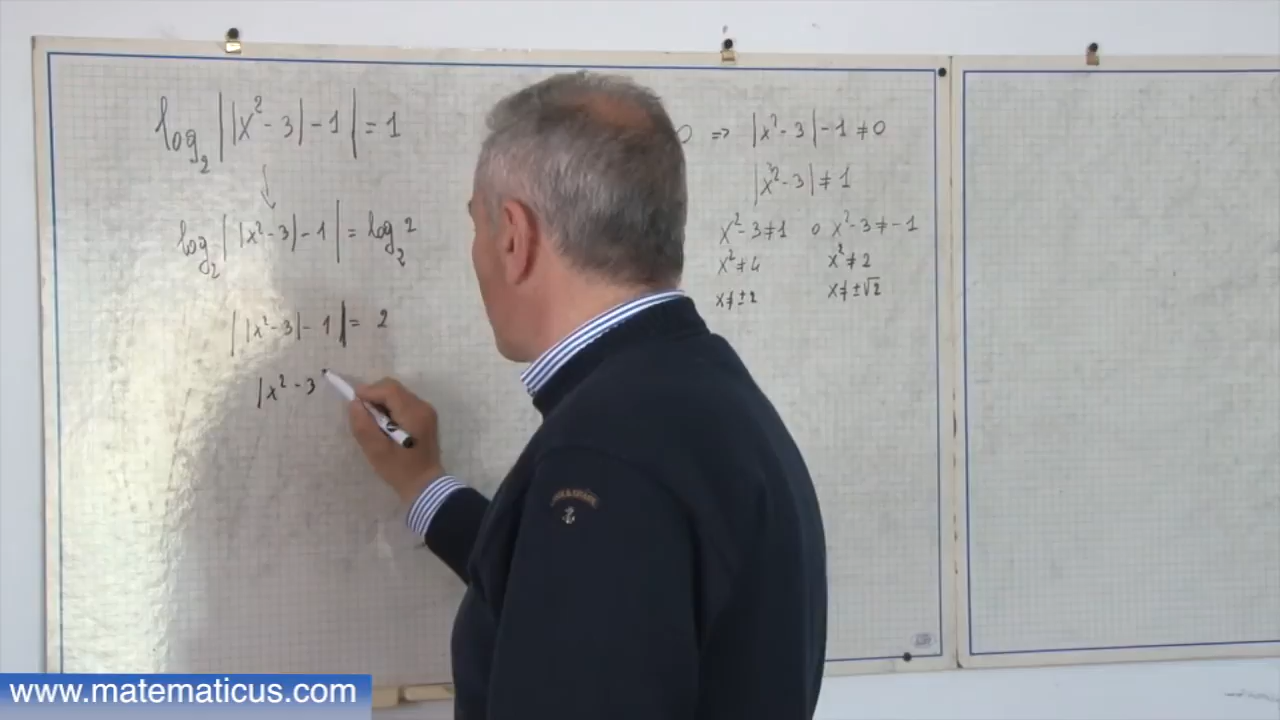 log₂ ||x² - 3| - 1| = 1
↓
log₂ ||x² - 3| - 1| = log₂ 2
||x² - 3| - 1| = 2
|x² - 3
0 => |x² - 3| - 1 ≠ 0
|x² - 3| ≠ 1
x² - 3 ≠ 1 o x² - 3 ≠ - 1
x² ≠ 4 x² ≠ 2
x ≠ ± 2 x ≠ ± √2
www.matematicus.com